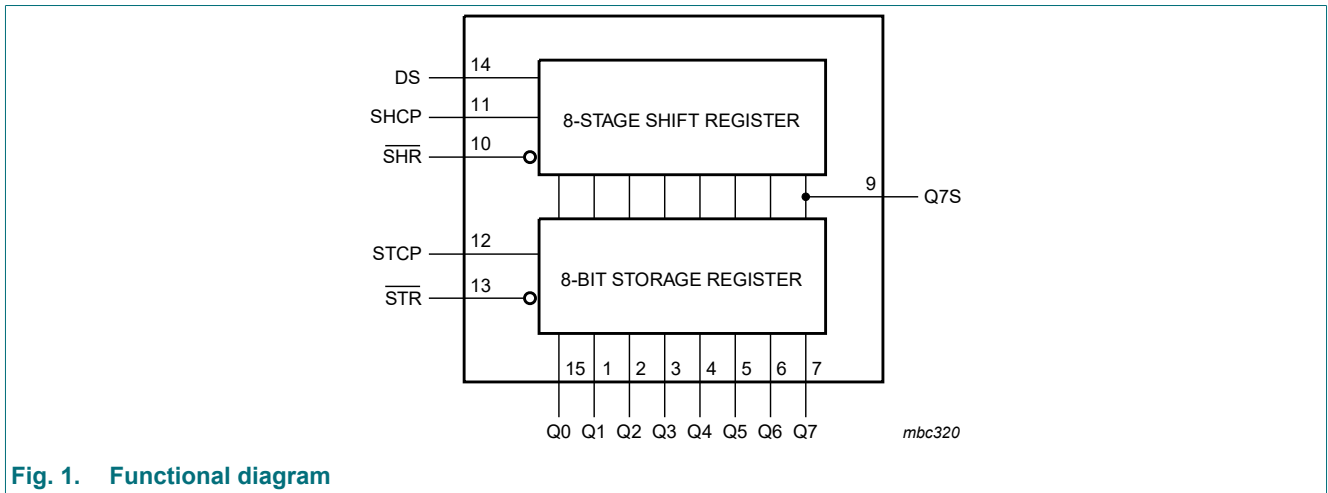 DS
14
SHCP
11
SHR
10
8-STAGE SHIFT REGISTER
9
Q7S
STCP
12
STR
13
8-BIT STORAGE REGISTER
15 1 2 3 4 5 6 7
Q0 Q1 Q2 Q3 Q4 Q5 Q6 Q7
mbc320
Fig. 1. Functional diagram